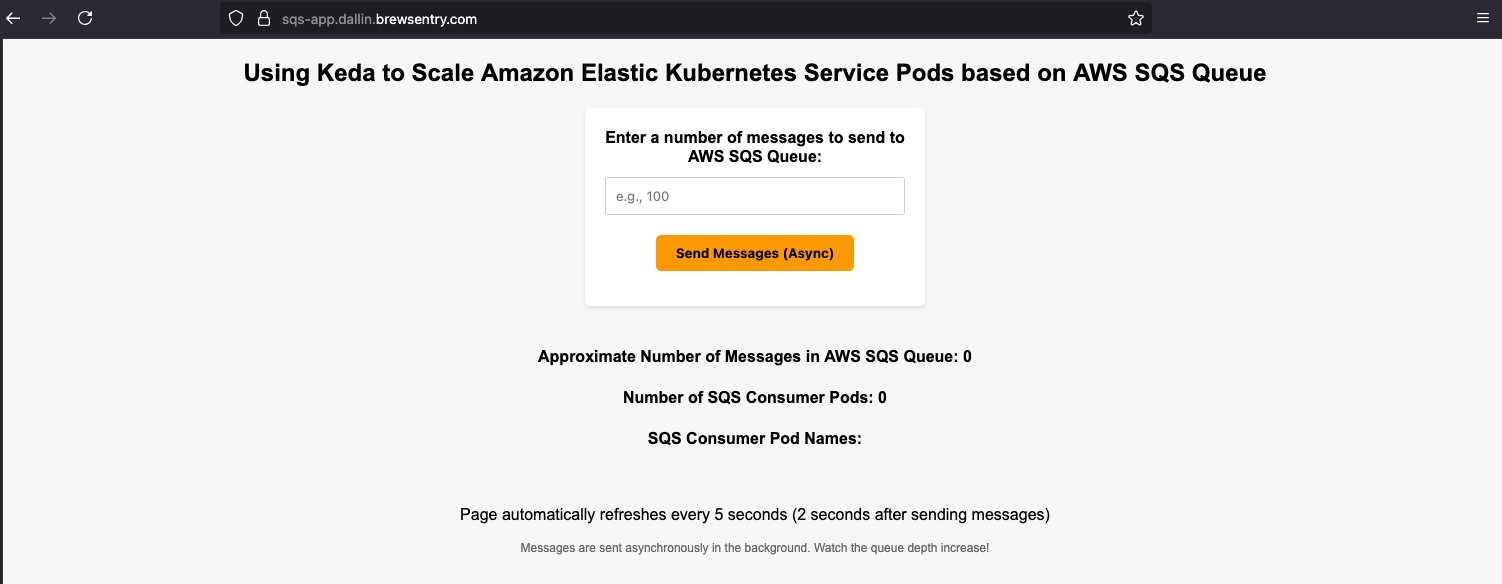 sqs-app.dallin.brewsentry.com
Using Keda to Scale Amazon Elastic Kubernetes Service Pods based on AWS SQS Queue
Enter a number of messages to send to
AWS SQS Queue:
e.g., 100
Send Messages (Async)
Approximate Number of Messages in AWS SQS Queue: 0
Number of SQS Consumer Pods: 0
SQS Consumer Pod Names:
Page automatically refreshes every 5 seconds (2 seconds after sending messages)
Messages are sent asynchronously in the background. Watch the queue depth increase!